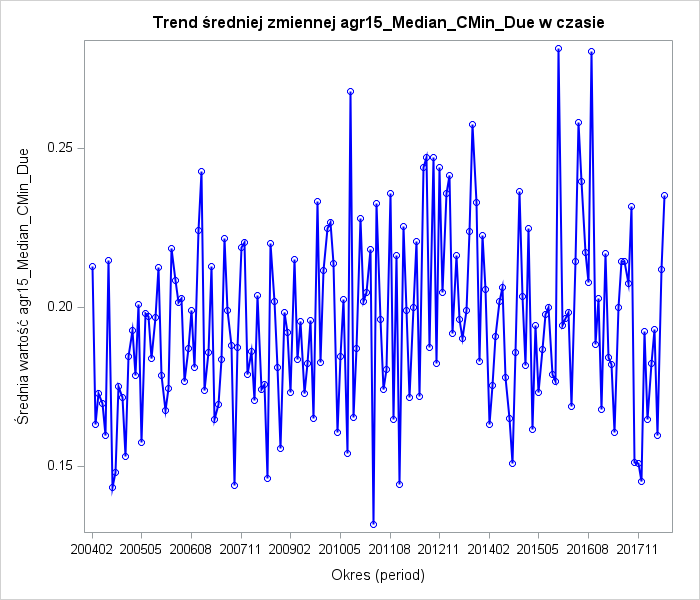 Trend średniej zmiennej agr15_Median_CMin_Due w czasie
Średnia wartość agr15_Median_CMin_Due
0.25
0.20
0.15
200402 200505 200608 200711 200902 201005 201108 201211 201402 201505 201608 201711
Okres (period)